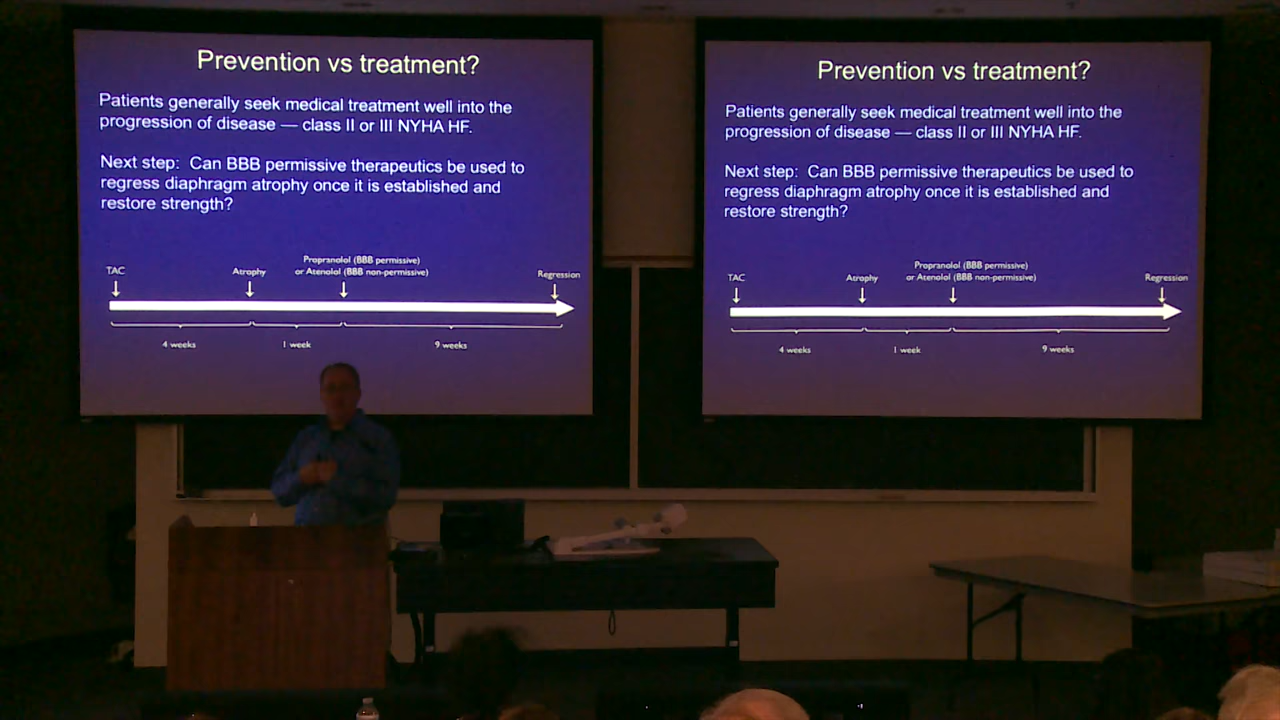 Prevention vs treatment?
Patients generally seek medical treatment well into the
progression of disease — class II or III NYHA HF.
Next step: Can BBB permissive therapeutics be used to
regress diaphragm atrophy once it is established and
restore strength?
Propranolol (BBB permissive)
TAC Atrophy or Atenolol (BBB non-permissive) Regression
4 weeks 1 week 9 weeks
Prevention vs treatment?
Patients generally seek medical treatment well into the
progression of disease — class II or III NYHA HF.
Next step: Can BBB permissive therapeutics be used to
regress diaphragm atrophy once it is established and
restore strength?
Propranolol (BBB permissive)
TAC Atrophy or Atenolol (BBB non-permissive) Regression
4 weeks 1 week 9 weeks